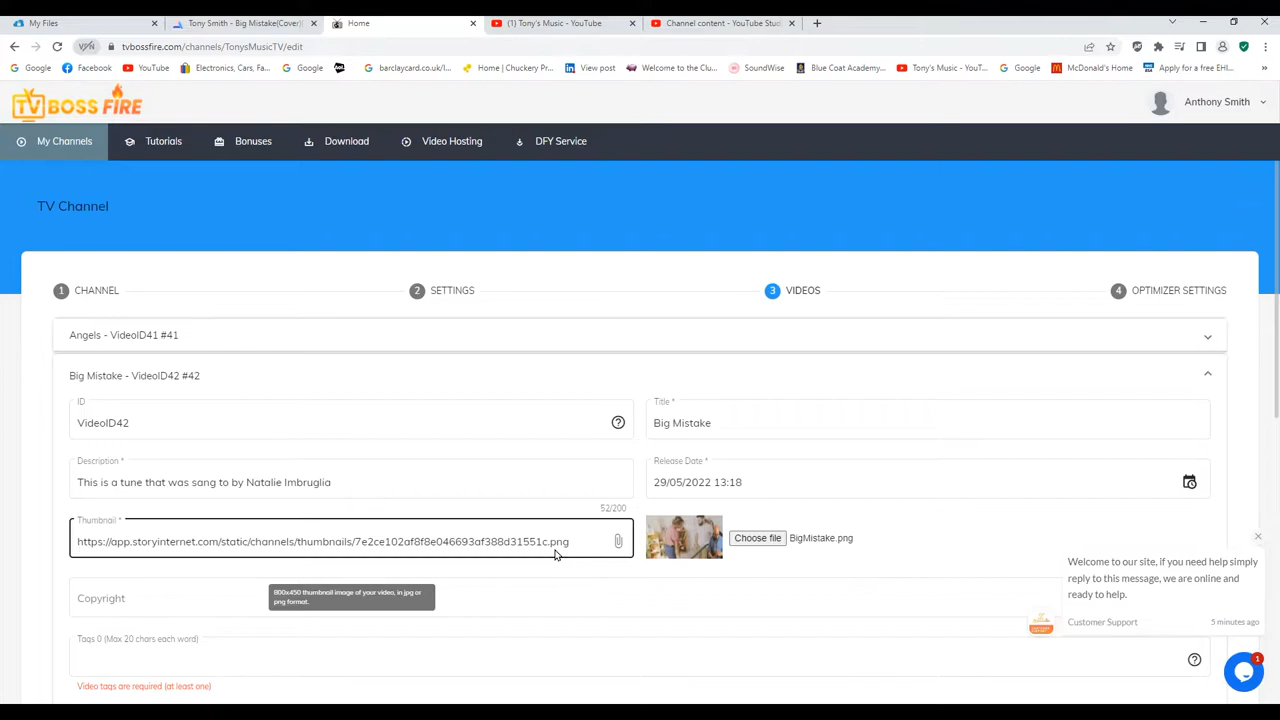 My Files
Tony Smith - Big Mistake(Cover)
Home
(1) Tony's Music - YouTube
Channel content - YouTube Studio
VPN
tvbossfire.com/channels/TonysMusicTV/edit
Google
Facebook
YouTube
Electronics, Cars, Fa...
Google
barclaycard.co.uk/l...
Home | Chuckery Pr...
View post
Welcome to the Clu...
SoundWise
Blue Coat Academy...
Tony's Music - YouT...
Google
McDonald's Home
Apply for a free EHI...
TV BOSS FIRE
Anthony Smith
My Channels
Tutorials
Bonuses
Download
Video Hosting
DFY Service
TV Channel
1 CHANNEL
2 SETTINGS
3 VIDEOS
4 OPTIMIZER SETTINGS
Angels - VideoID41 #41
Big Mistake - VideoID42 #42
ID
VideoID42
Title *
Big Mistake
Description *
This is a tune that was sang to by Natalie Imbruglia
52/200
Release Date *
29/05/2022 13:18
Thumbnail *
https://app.storyinternet.com/static/channels/thumbnails/7e2ce102af8f8e046693af388d31551c.png
Choose file
BigMistake.png
800x450 thumbnail image of your video, in jpg or
png format.
Copyright
Tags 0 (Max 20 chars each word)
Video tags are required (at least one)
Welcome to our site, if you need help simply
reply to this message, we are online and
ready to help.
Customer Support
5 minutes ago
1